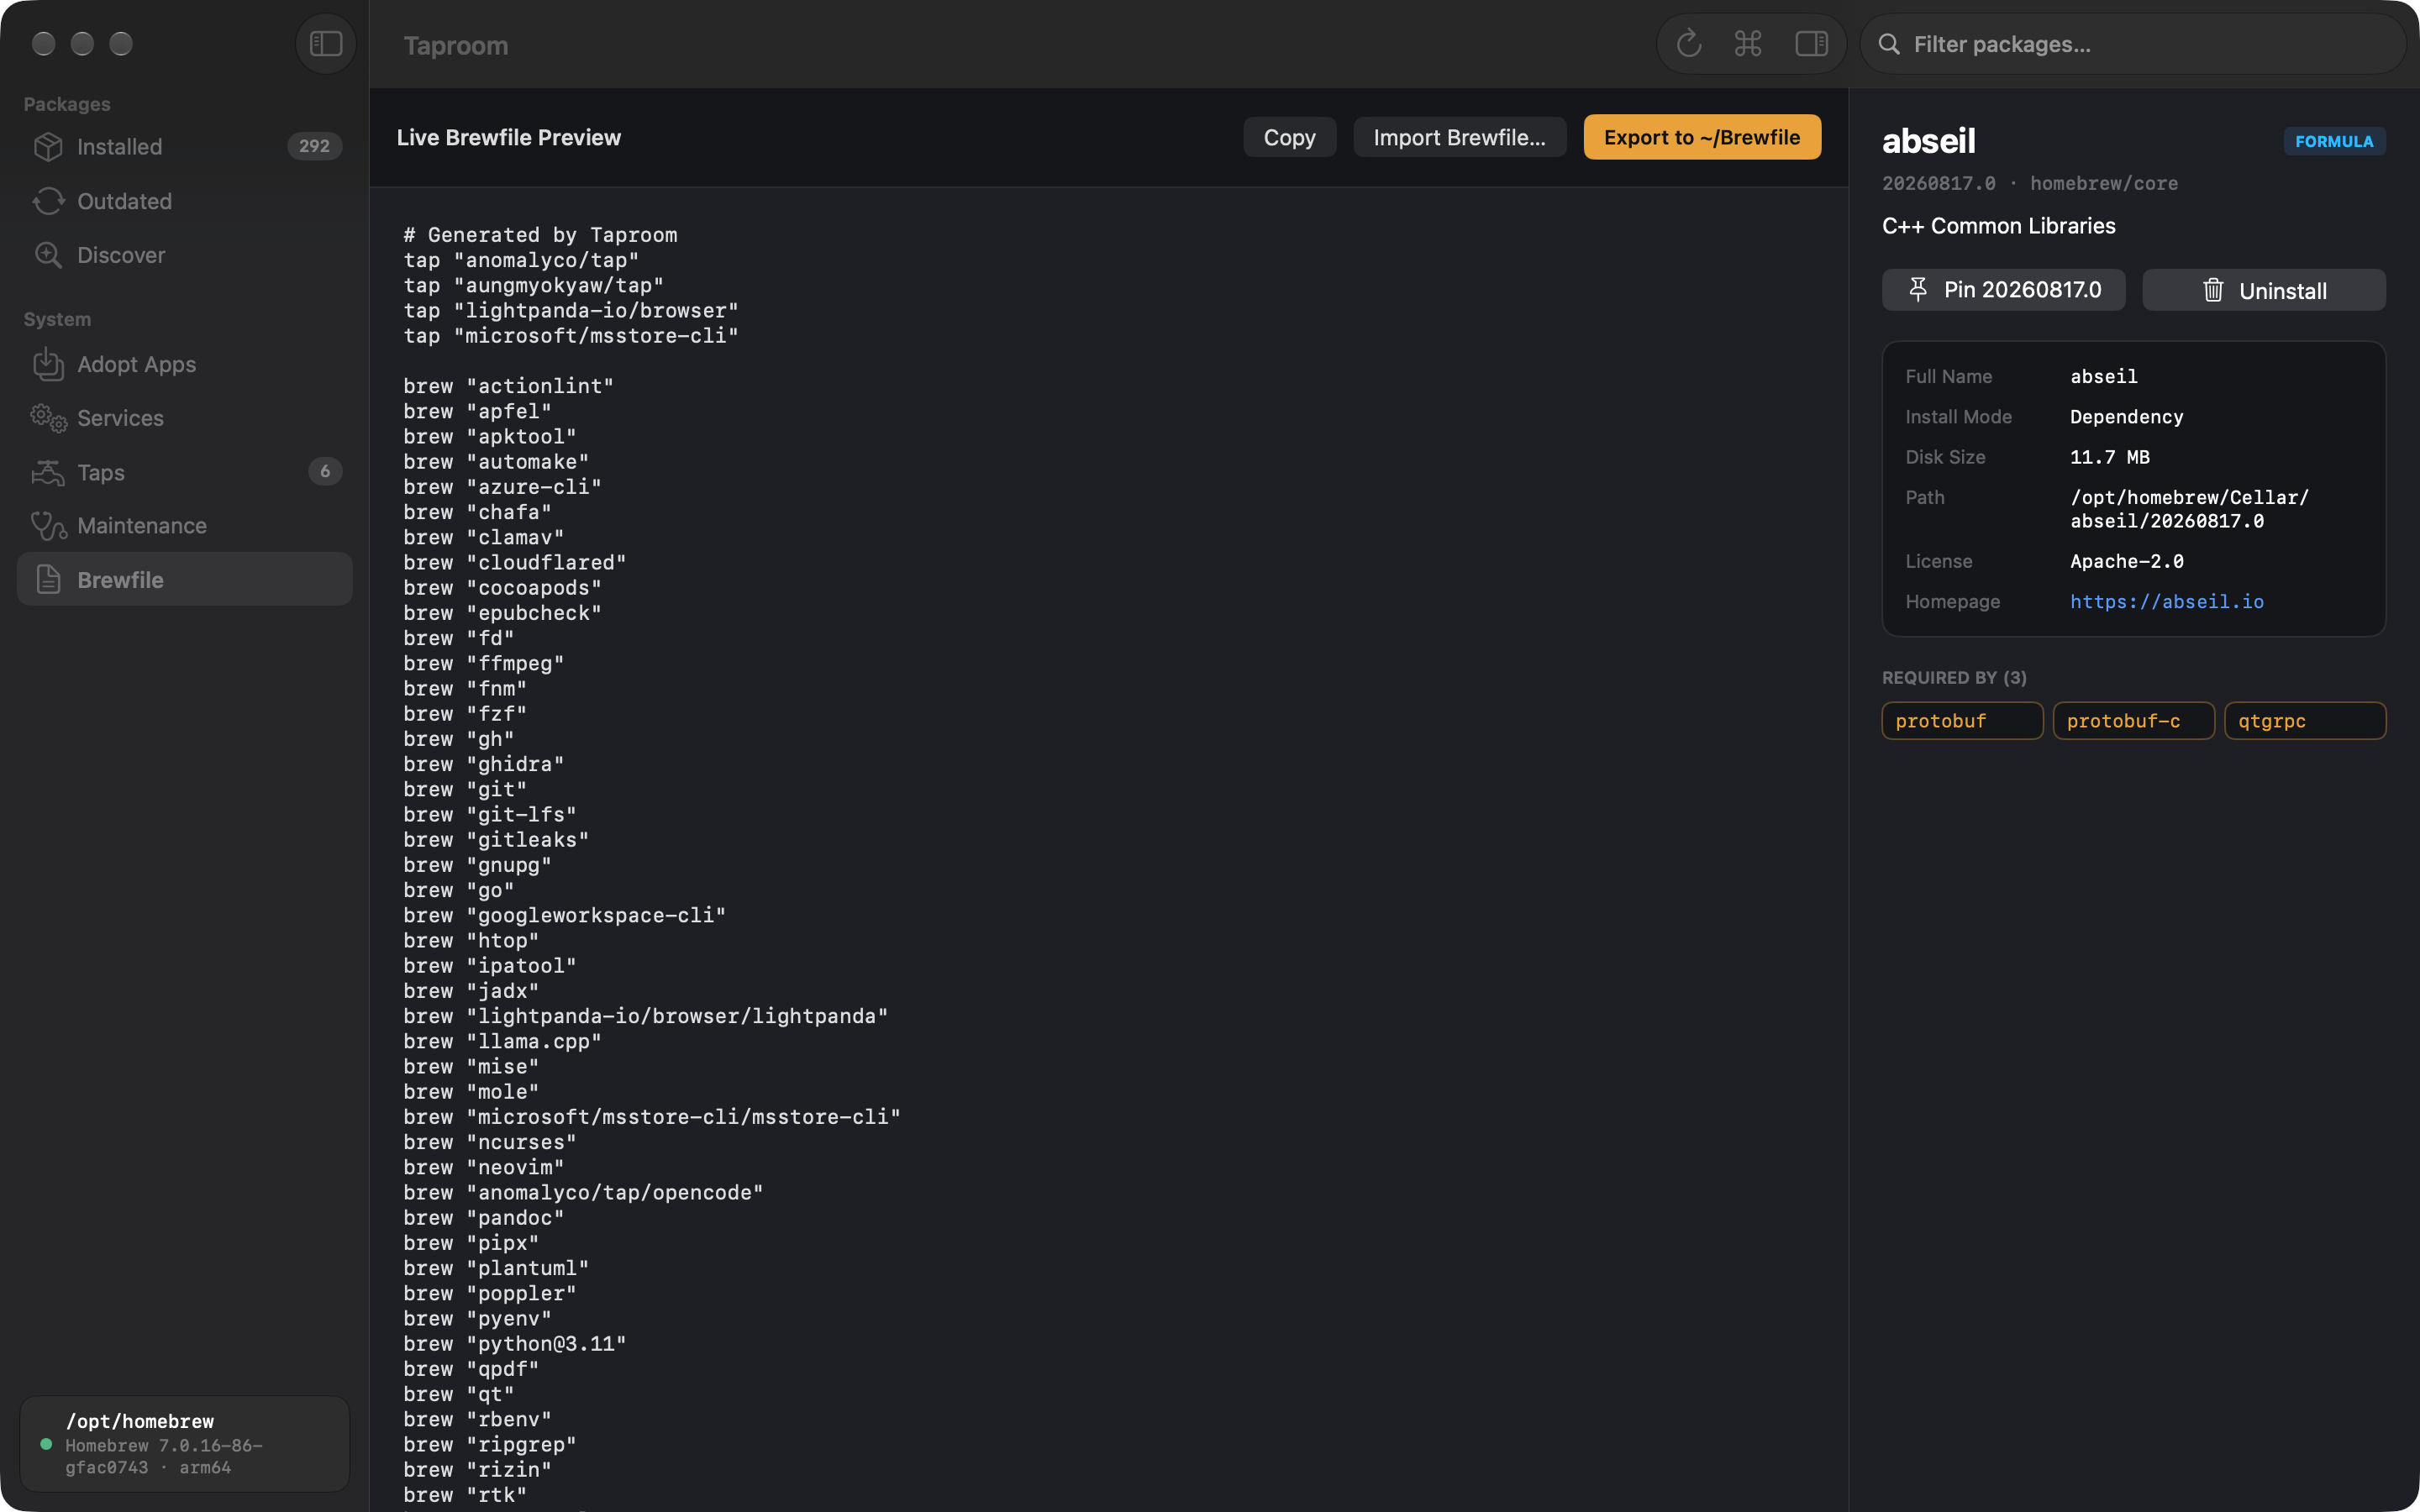 Packages
Installed 292
Outdated
Discover
System
Adopt Apps
Services
Taps 6
Maintenance
Brewfile
/opt/homebrew
Homebrew 7.0.16-86-
gfac0743 · arm64
Taproom
Filter packages...
Live Brewfile Preview
Copy
Import Brewfile...
Export to ~/Brewfile
# Generated by Taproom
tap "anomalyco/tap"
tap "aungmyokyaw/tap"
tap "lightpanda-io/browser"
tap "microsoft/msstore-cli"
brew "actionlint"
brew "apfel"
brew "apktool"
brew "automake"
brew "azure-cli"
brew "chafa"
brew "clamav"
brew "cloudflared"
brew "cocoapods"
brew "epubcheck"
brew "fd"
brew "ffmpeg"
brew "fnm"
brew "fzf"
brew "gh"
brew "ghidra"
brew "git"
brew "git-lfs"
brew "gitleaks"
brew "gnupg"
brew "go"
brew "googleworkspace-cli"
brew "htop"
brew "ipatool"
brew "jadx"
brew "lightpanda-io/browser/lightpanda"
brew "llama.cpp"
brew "mise"
brew "mole"
brew "microsoft/msstore-cli/msstore-cli"
brew "ncurses"
brew "neovim"
brew "anomalyco/tap/opencode"
brew "pandoc"
brew "pipx"
brew "plantuml"
brew "poppler"
brew "pyenv"
brew "python@3.11"
brew "qpdf"
brew "qt"
brew "rbenv"
brew "ripgrep"
brew "rizin"
brew "rtk"
abseil FORMULA
20260817.0 · homebrew/core
C++ Common Libraries
Pin 20260817.0
Uninstall
Full Name abseil
Install Mode Dependency
Disk Size 11.7 MB
Path /opt/homebrew/Cellar/
abseil/20260817.0
License Apache-2.0
Homepage https://abseil.io
REQUIRED BY (3)
protobuf protobuf-c qtgrpc